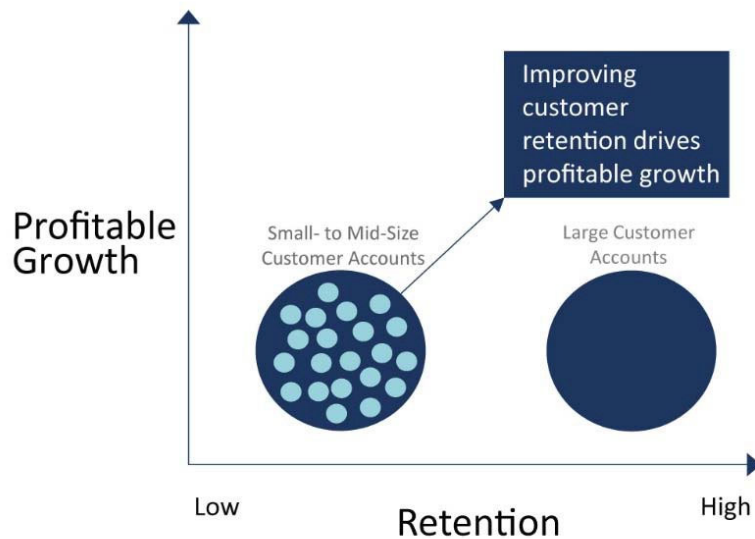 Improving
customer
retention drives
profitable growth
Profitable
Growth
Small- to Mid-Size
Customer Accounts
Large Customer
Accounts
Low
Retention
High